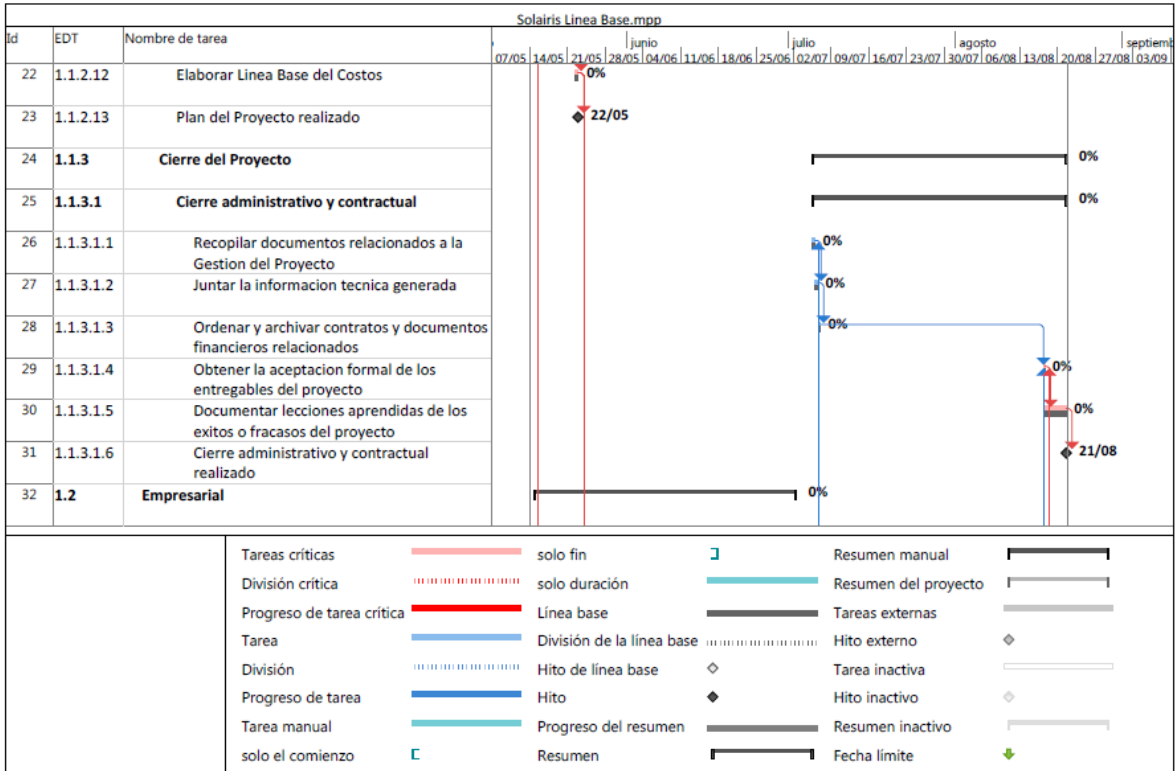 Solairis Linea Base.mpp
Id EDT Nombre de tarea junio julio agosto septiemb
07/05 14/05 21/05 28/05 04/06 11/06 18/06 25/06 02/07 09/07 16/07 23/07 30/07 06/08 13/08 20/08 27/08 03/09
22 1.1.2.12 Elaborar Linea Base del Costos 0%
23 1.1.2.13 Plan del Proyecto realizado 22/05
24 1.1.3 Cierre del Proyecto 0%
25 1.1.3.1 Cierre administrativo y contractual 0%
26 1.1.3.1.1 Recopilar documentos relacionados a la 0%
Gestion del Proyecto
27 1.1.3.1.2 Juntar la informacion tecnica generada 0%
28 1.1.3.1.3 Ordenar y archivar contratos y documentos 0%
financieros relacionados
29 1.1.3.1.4 Obtener la aceptacion formal de los 0%
entregables del proyecto
30 1.1.3.1.5 Documentar lecciones aprendidas de los 0%
exitos o fracasos del proyecto
31 1.1.3.1.6 Cierre administrativo y contractual 21/08
realizado
32 1.2 Empresarial 0%
Tareas críticas solo fin Resumen manual
División crítica solo duración Resumen del proyecto
Progreso de tarea crítica Línea base Tareas externas
Tarea División de la línea base Hito externo
División Hito de línea base Tarea inactiva
Progreso de tarea Hito Hito inactivo
Tarea manual Progreso del resumen Resumen inactivo
solo el comienzo Resumen Fecha límite